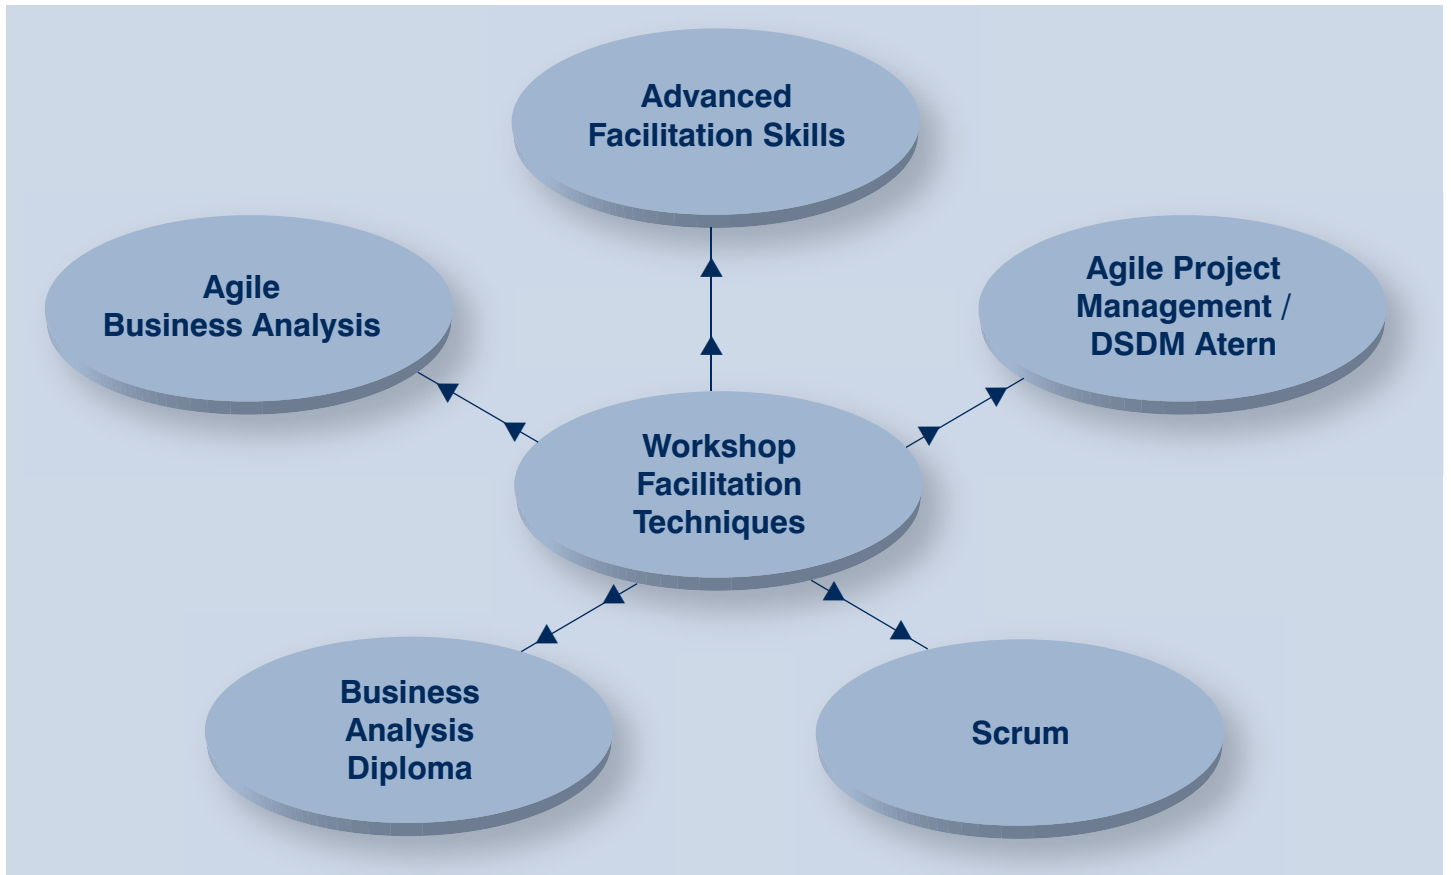 Advanced
Facilitation Skills
Agile
Business Analysis
Agile Project
Management /
DSDM Atern
Workshop
Facilitation
Techniques
Business
Analysis
Diploma
Scrum